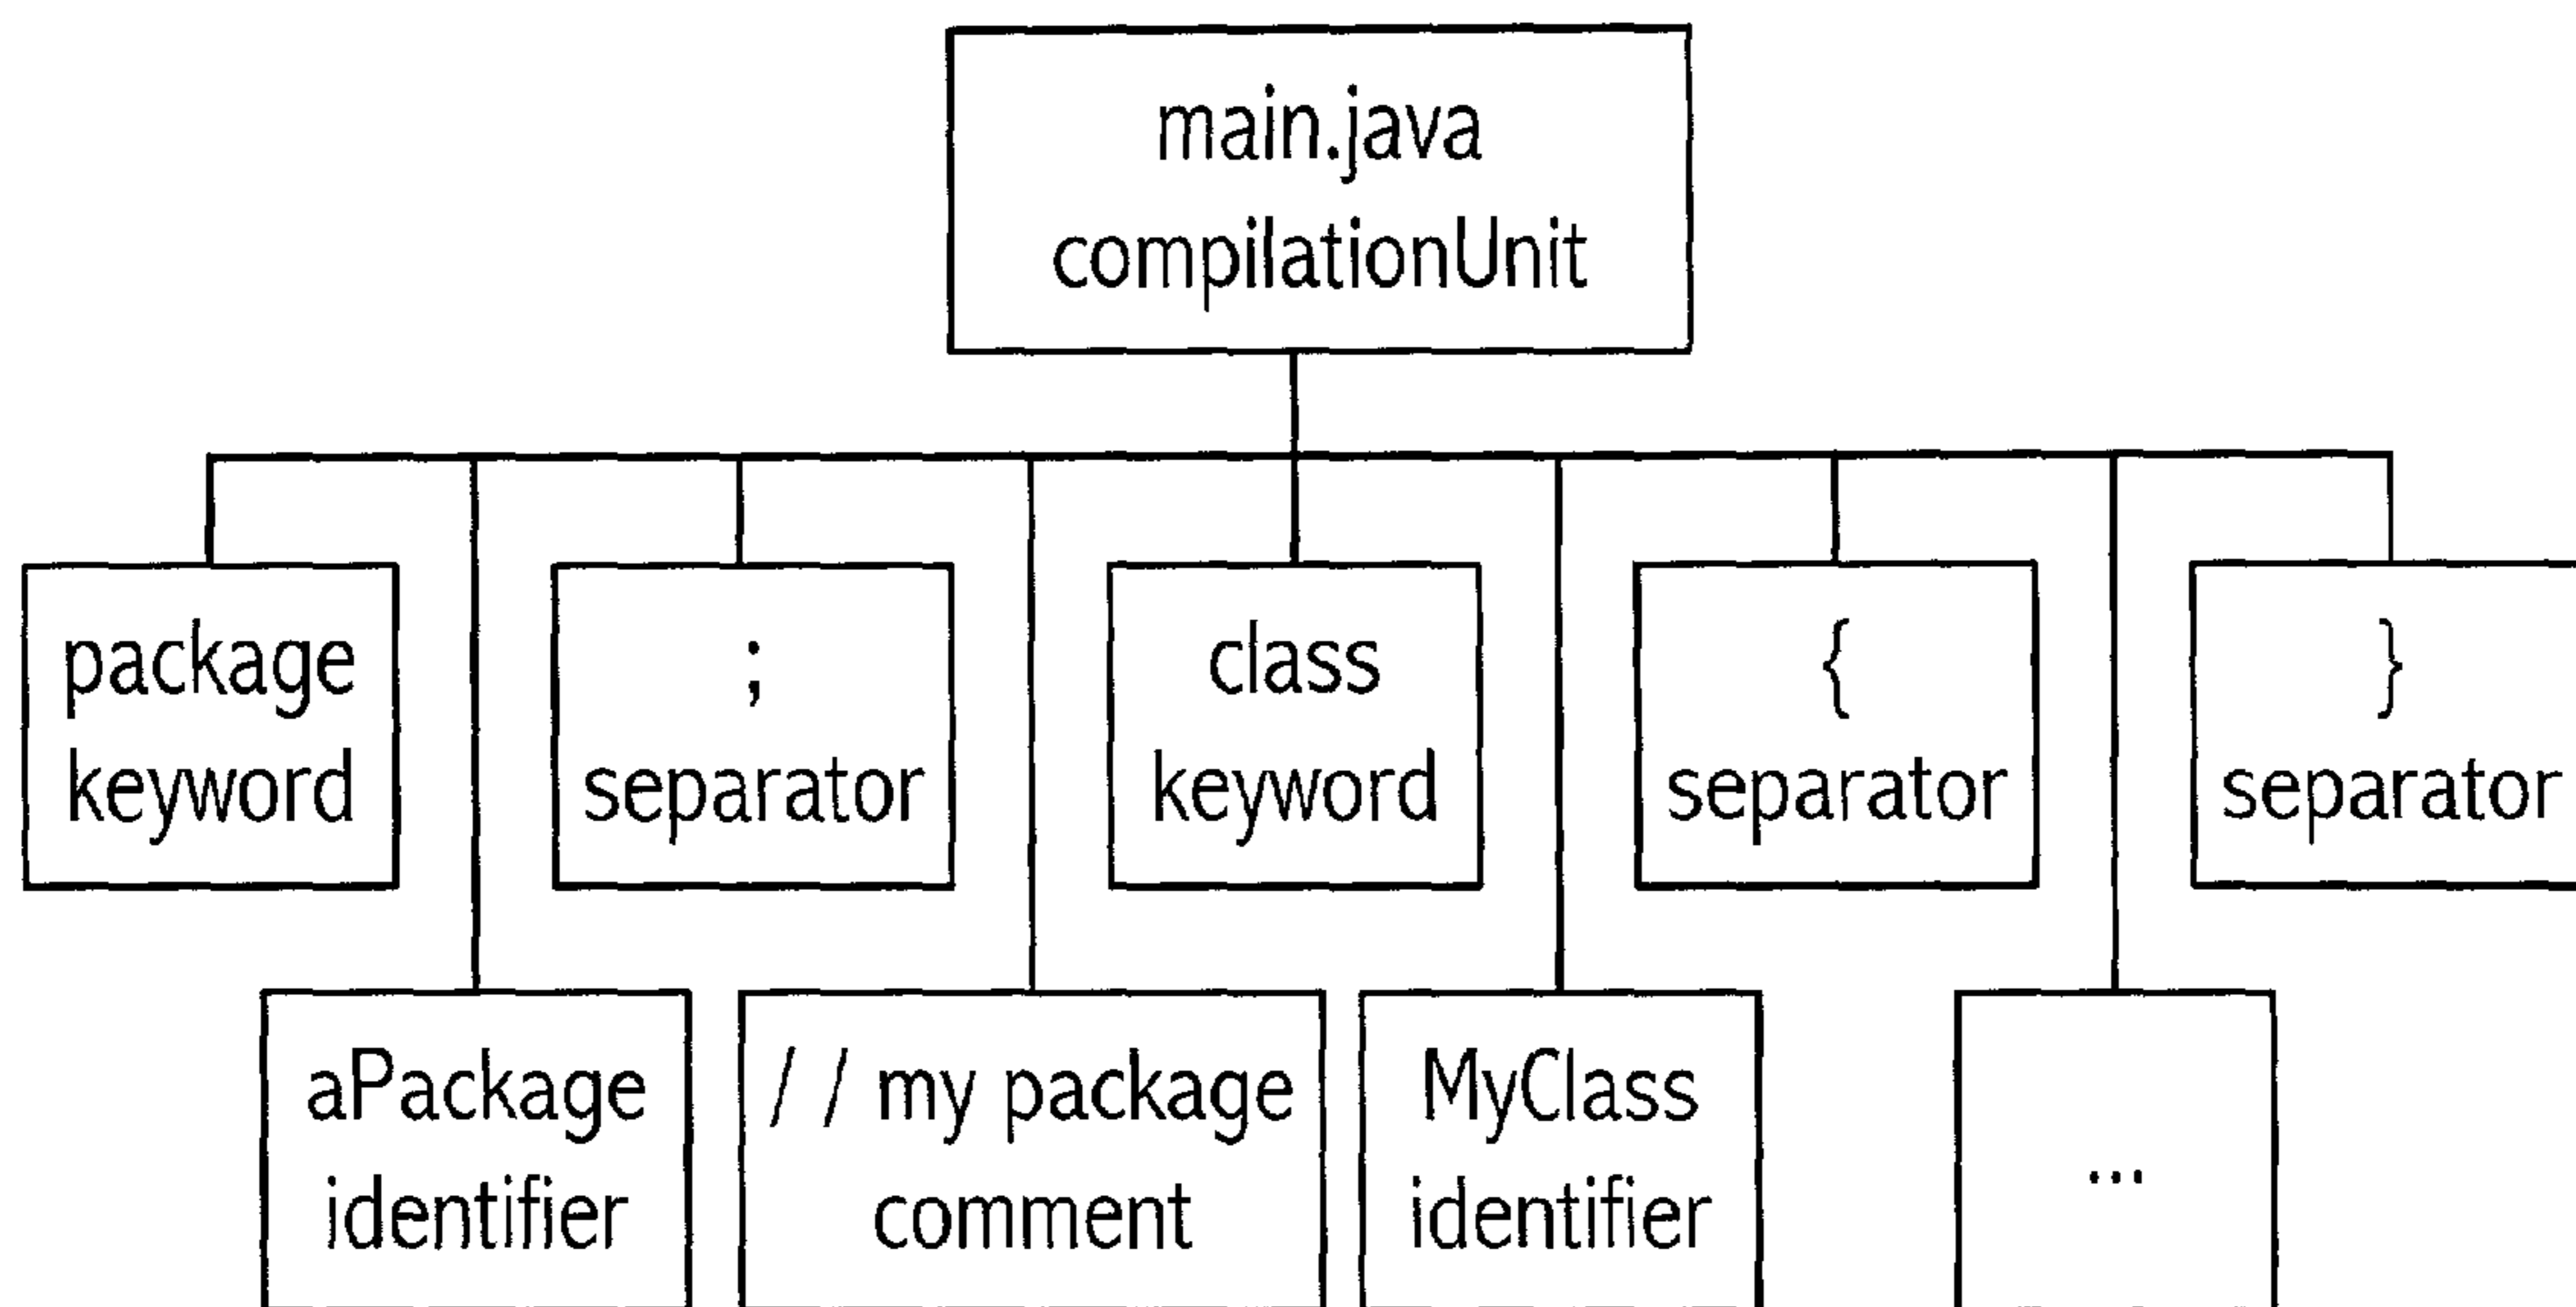 main.java
compilationUnit
package
keyword
;
separator
class
keyword
{
separator
}
separator
aPackage
identifier
/ / my package
comment
MyClass
identifier
...